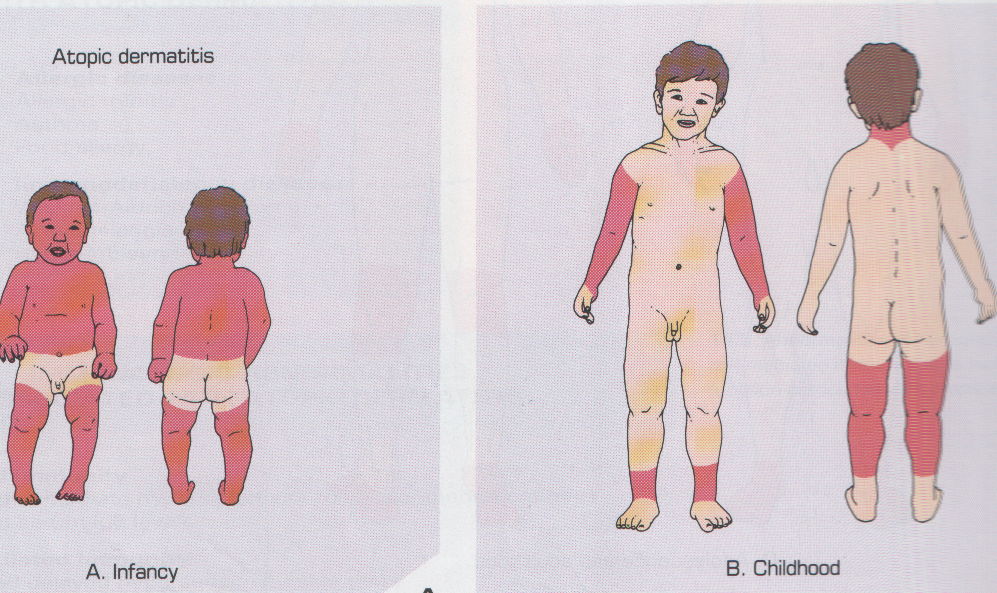 Atopic dermatitis
A. Infancy
B. Childhood